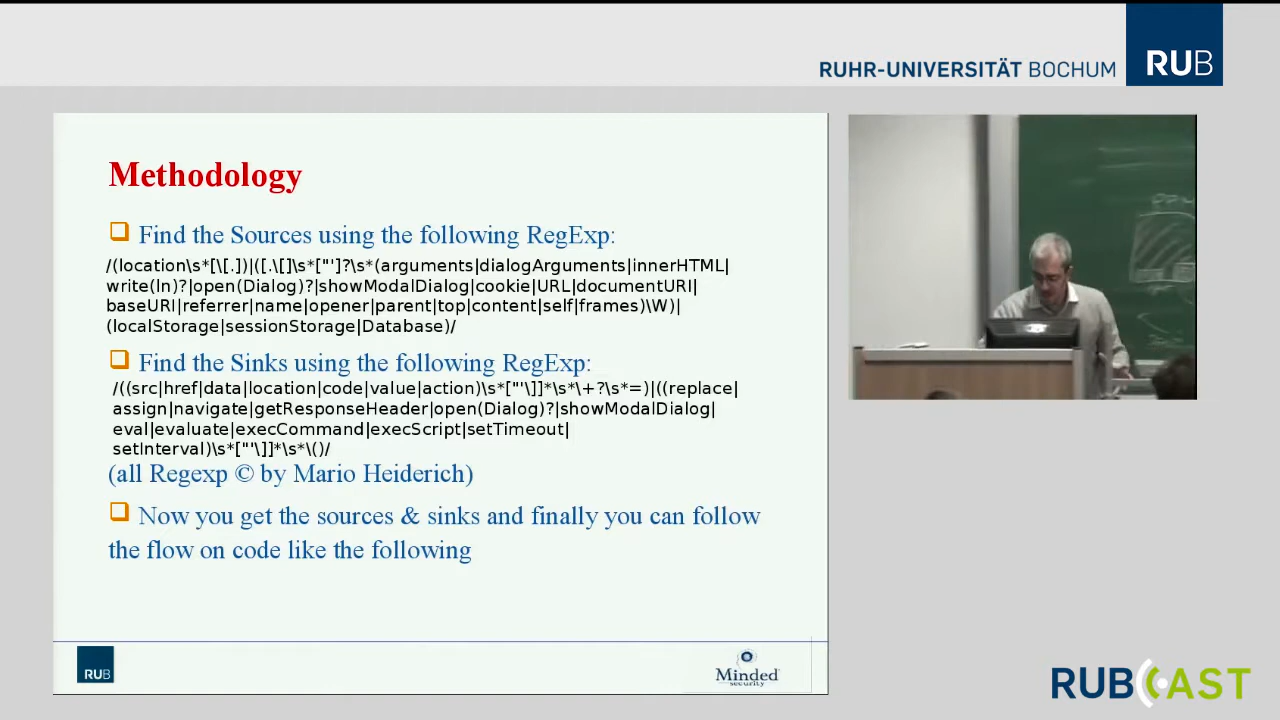 RUHR-UNIVERSITÄT BOCHUM
RUB
Methodology
Find the Sources using the following RegExp:
/(location\s*[\[.])|([.\[]\s*["']?\s*(arguments|dialogArguments|innerHTML|
write(ln)?|open(Dialog)?|showModalDialog|cookie|URL|documentURI|
baseURI|referrer|name|opener|parent|top|content|self|frames)\W)|
(localStorage|sessionStorage|Database)/
Find the Sinks using the following RegExp:
/((src|href|data|location|code|value|action)\s*["'\]]*\s*\+?\s*=)|((replace|
assign|navigate|getResponseHeader|open(Dialog)?|showModalDialog|
eval|evaluate|execCommand|execScript|setTimeout|
setInterval)\s*["'\]]*\s*\()/
(all Regexp © by Mario Heiderich)
Now you get the sources & sinks and finally you can follow
the flow on code like the following
RUB
Minded
security
RUBCAST